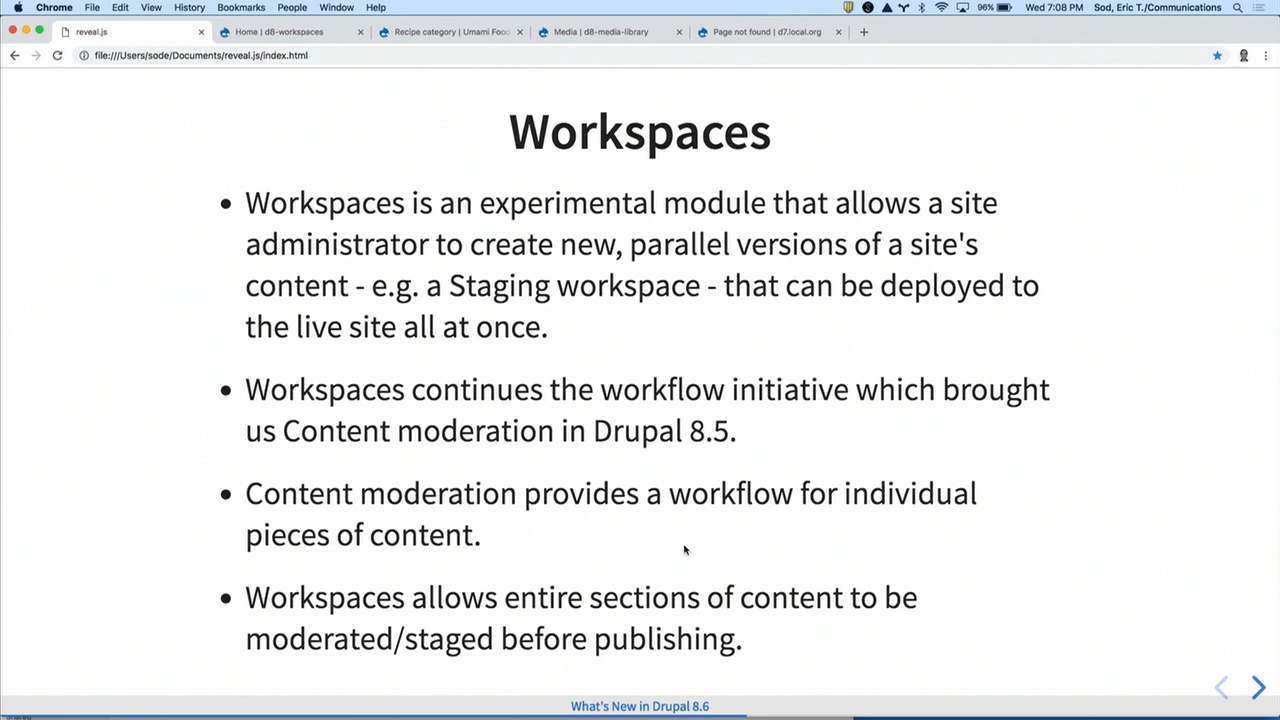 Chrome File Edit View History Bookmarks People Window Help 96% Wed 7:08 PM Sod, Eric T./Communications
reveal.js Home | d8-workspaces Recipe category | Umami Food Media | d8-media-library Page not found | d7.local.org
file:///Users/sode/Documents/reveal.js/index.html
Workspaces
• Workspaces is an experimental module that allows a site
administrator to create new, parallel versions of a site's
content - e.g. a Staging workspace - that can be deployed to
the live site all at once.
• Workspaces continues the workflow initiative which brought
us Content moderation in Drupal 8.5.
• Content moderation provides a workflow for individual
pieces of content.
• Workspaces allows entire sections of content to be
moderated/staged before publishing.
What's New in Drupal 8.6